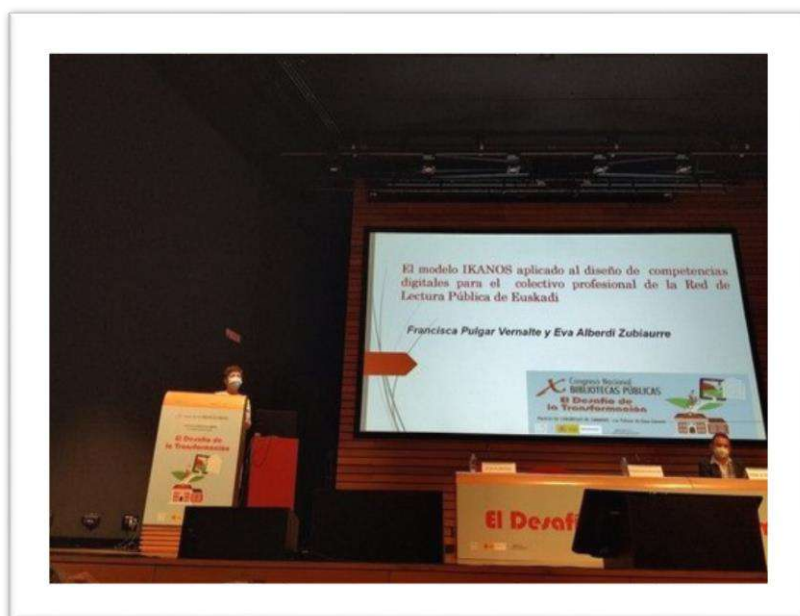 El modelo IKANOS aplicado al diseño de competencias
digitales para el colectivo profesional de la Red de
Lectura Pública de Euskadi
Francisca Pulgar Vernalte y Eva Alberdi Zubiaurre
X Congreso Nacional
BIBLIOTECAS PÚBLICAS
El Desafío de
la Transformación
El Desafío de
la Transformación
El Desaf